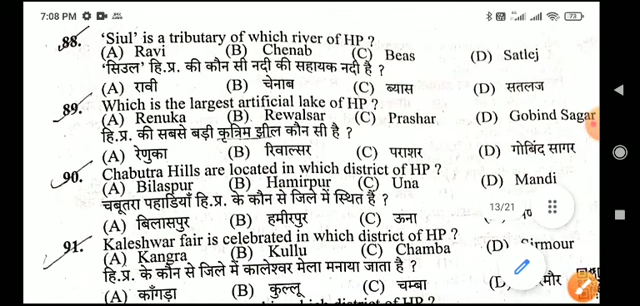 7:08 PM
73
88. 'Siul' is a tributary of which river of HP ?
(A) Ravi (B) Chenab (C) Beas (D) Satlej
'सिउल' हि.प्र. की कौन सी नदी की सहायक नदी है ?
(A) रावी (B) चेनाब (C) ब्यास (D) सतलज
89. Which is the largest artificial lake of HP ?
(A) Renuka (B) Rewalsar (C) Prashar (D) Gobind Sagar
हि.प्र. की सबसे बड़ी कृत्रिम झील कौन सी है ?
(A) रेणुका (B) रिवाल्सर (C) पराशर (D) गोबिंद सागर
90. Chabutra Hills are located in which district of HP ?
(A) Bilaspur (B) Hamirpur (C) Una (D) Mandi
चबूतरा पहाडियाँ हि.प्र. के कौन से जिले में स्थित हैं ?
13/21
(A) बिलासपुर (B) हमीरपुर (C) ऊना
91. Kaleshwar fair is celebrated in which district of HP ?
(A) Kangra (B) Kullu (C) Chamba (D) Sirmour
हि.प्र. के कौन से जिले में कालेश्वर मेला मनाया जाता है ?
(A) काँगड़ा (B) कुल्लू (C) चम्बा